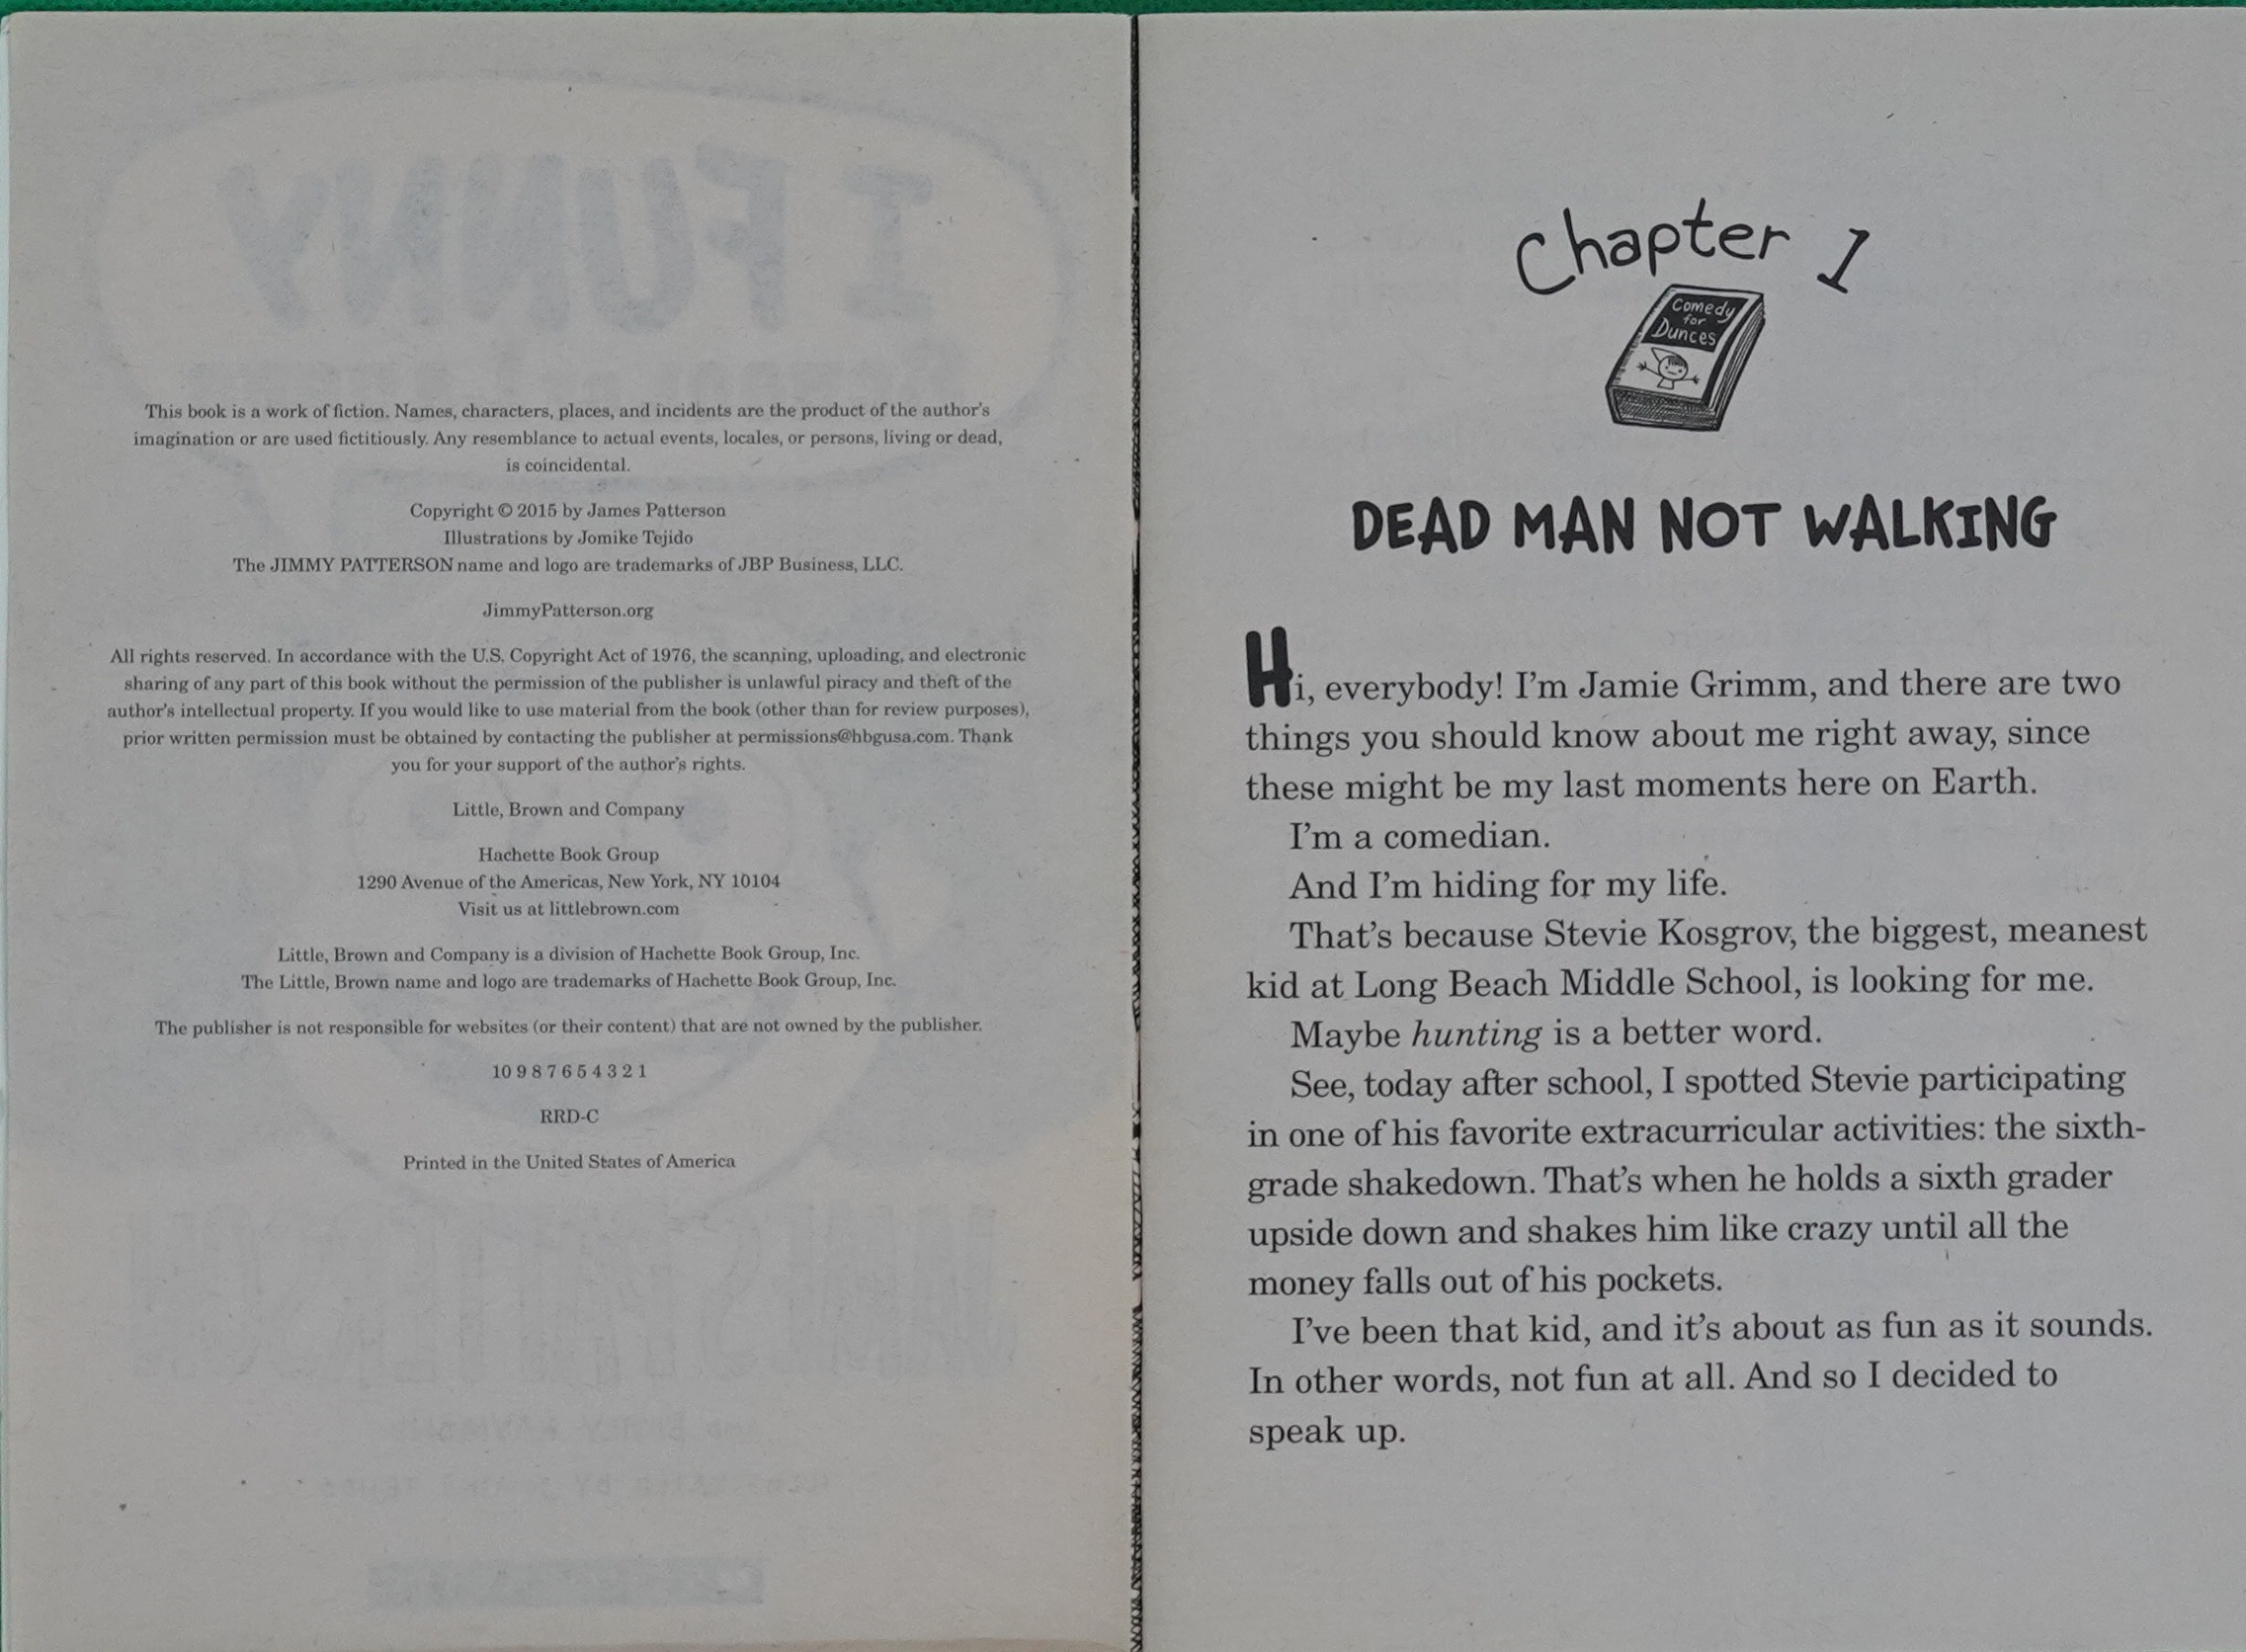 This book is a work of fiction. Names, characters, places, and incidents are the product of the author's
imagination or are used fictitiously. Any resemblance to actual events, locales, or persons, living or dead,
is coincidental.
Copyright © 2015 by James Patterson
Illustrations by Jomike Tejido
The JIMMY PATTERSON name and logo are trademarks of JBP Business, LLC.
JimmyPatterson.org
All rights reserved. In accordance with the U.S. Copyright Act of 1976, the scanning, uploading, and electronic
sharing of any part of this book without the permission of the publisher is unlawful piracy and theft of the
author's intellectual property. If you would like to use material from the book (other than for review purposes),
prior written permission must be obtained by contacting the publisher at permissions@hbgusa.com. Thank
you for your support of the author's rights.
Little, Brown and Company
Hachette Book Group
1290 Avenue of the Americas, New York, NY 10104
Visit us at littlebrown.com
Little, Brown and Company is a division of Hachette Book Group, Inc.
The Little, Brown name and logo are trademarks of Hachette Book Group, Inc.
The publisher is not responsible for websites (or their content) that are not owned by the publisher.
10 9 8 7 6 5 4 3 2 1
RRD-C
Printed in the United States of America
Chapter 1
Comedy
for
Dunces
DEAD MAN NOT WALKING
Hi, everybody! I'm Jamie Grimm, and there are two
things you should know about me right away, since
these might be my last moments here on Earth.
I'm a comedian.
And I'm hiding for my life.
That's because Stevie Kosgrov, the biggest, meanest
kid at Long Beach Middle School, is looking for me.
Maybe hunting is a better word.
See, today after school, I spotted Stevie participating
in one of his favorite extracurricular activities: the sixth-
grade shakedown. That's when he holds a sixth grader
upside down and shakes him like crazy until all the
money falls out of his pockets.
I've been that kid, and it's about as fun as it sounds.
In other words, not fun at all. And so I decided to
speak up.